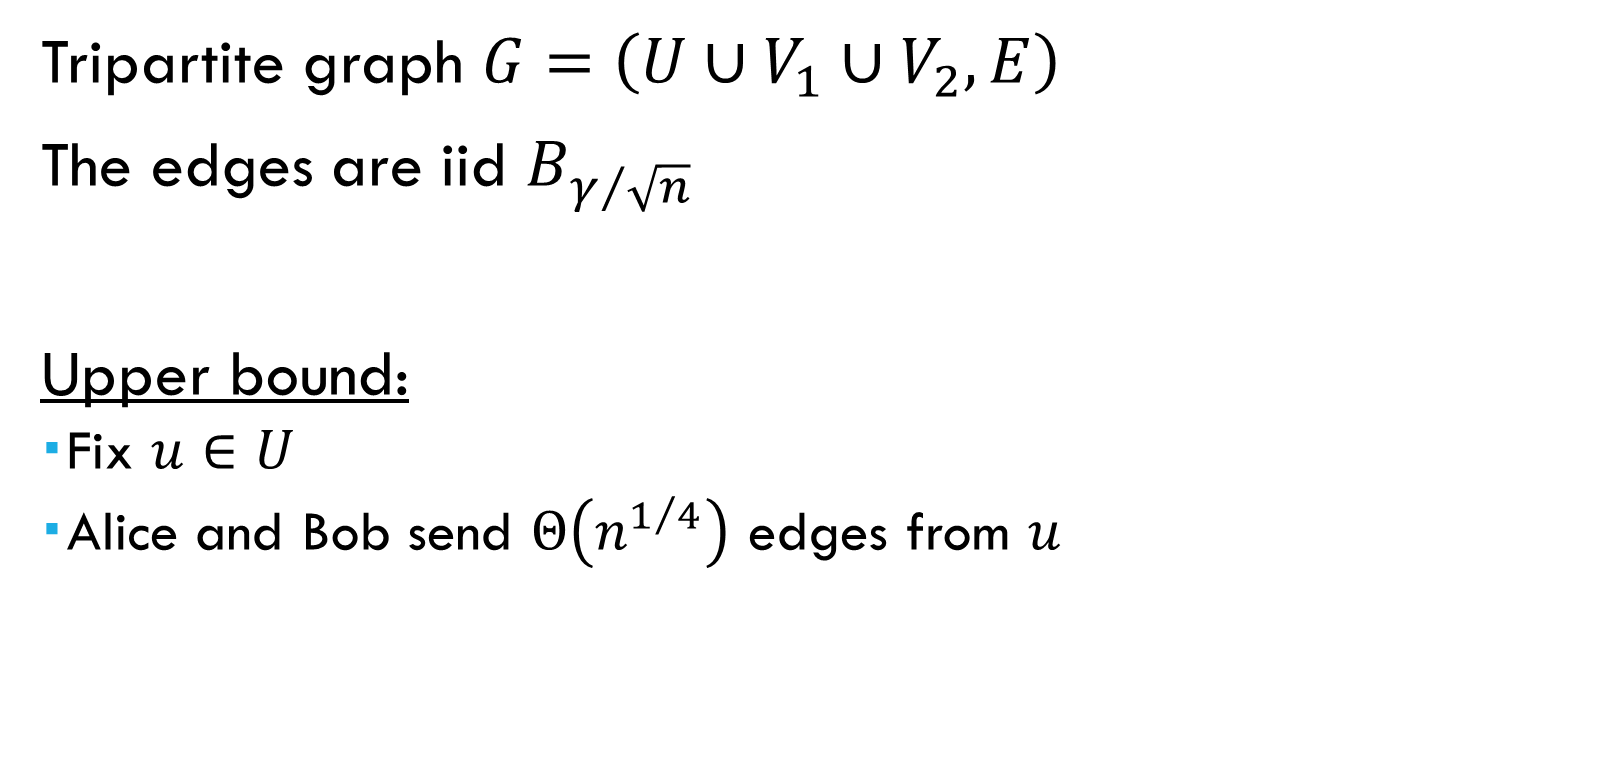 Tripartite graph 𝐺 = (𝑈 ∪ 𝑉₁ ∪ 𝑉₂, 𝐸)
The edges are iid 𝐵_{𝛾/√𝑛}
Upper bound:
▪Fix 𝑢 ∈ 𝑈
▪Alice and Bob send Θ(𝑛^{1/4}) edges from 𝑢